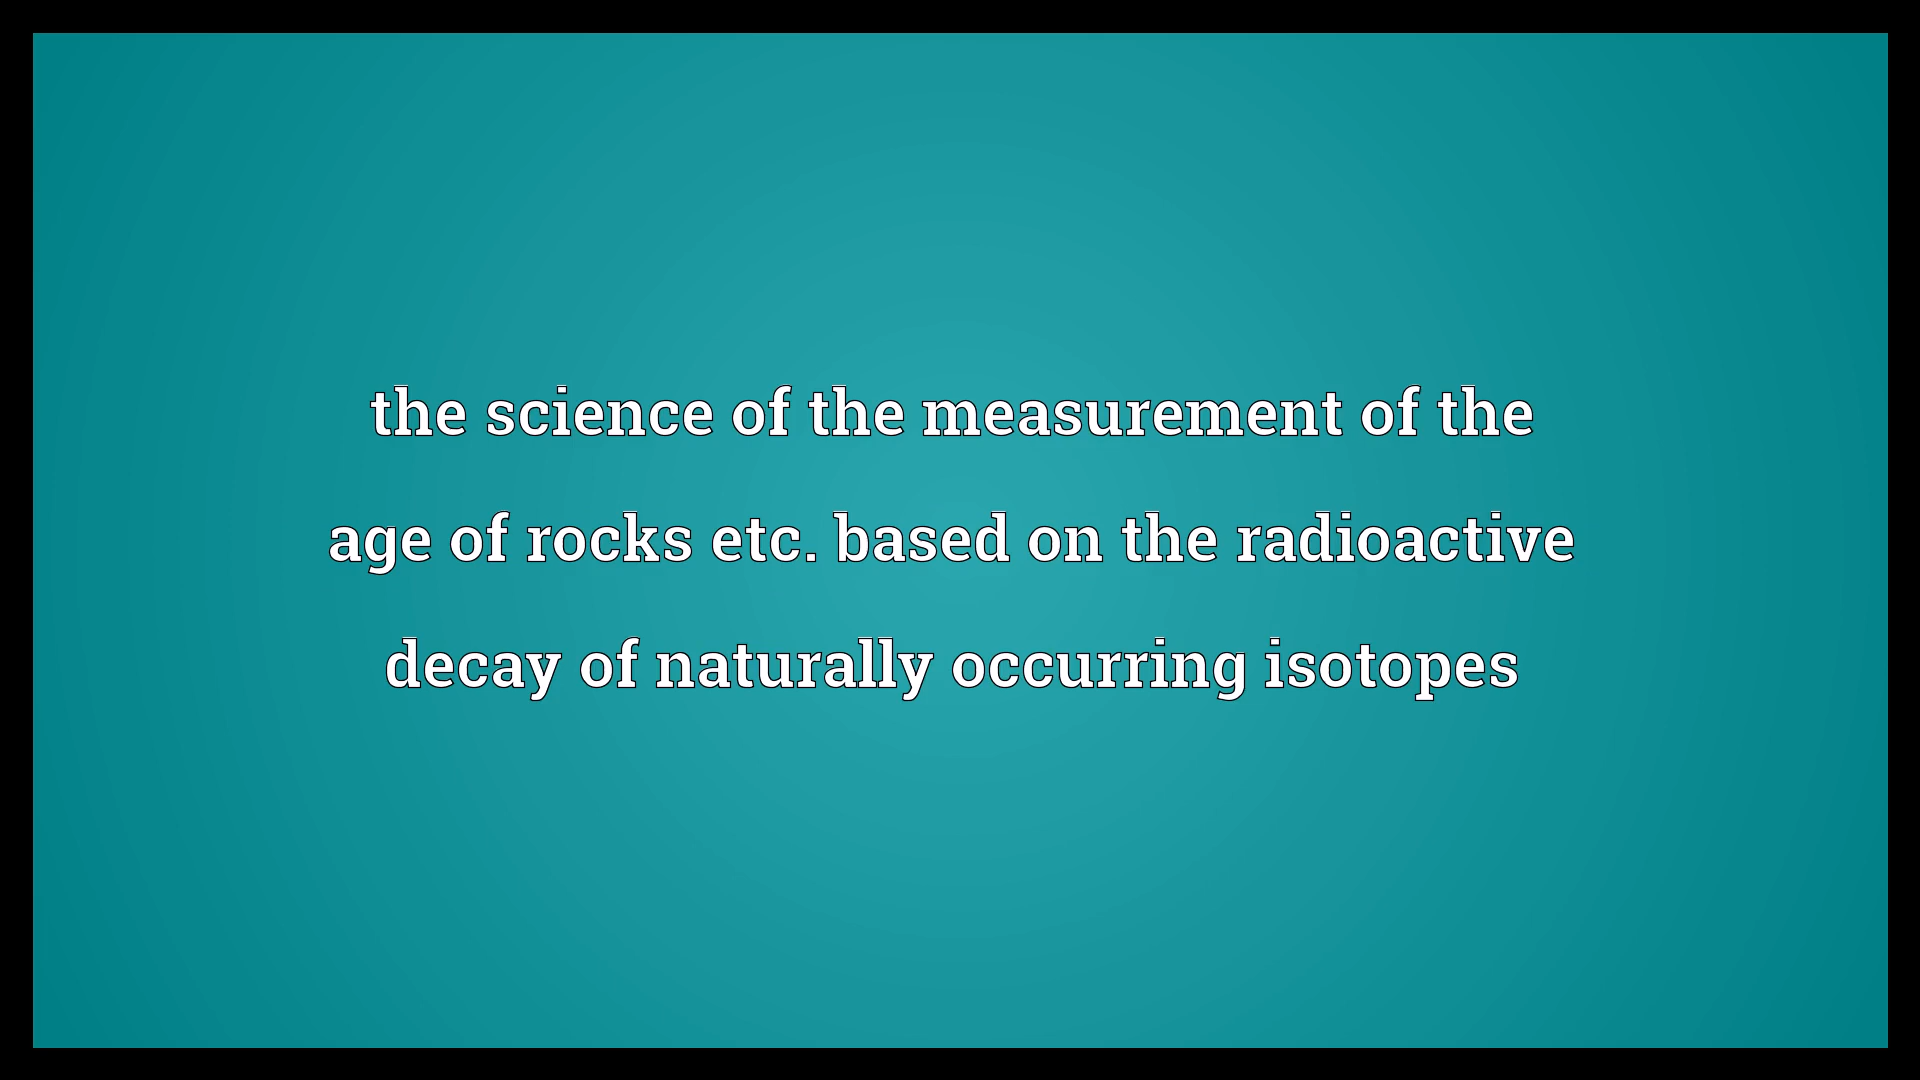 the science of the measurement of the
age of rocks etc. based on the radioactive
decay of naturally occurring isotopes